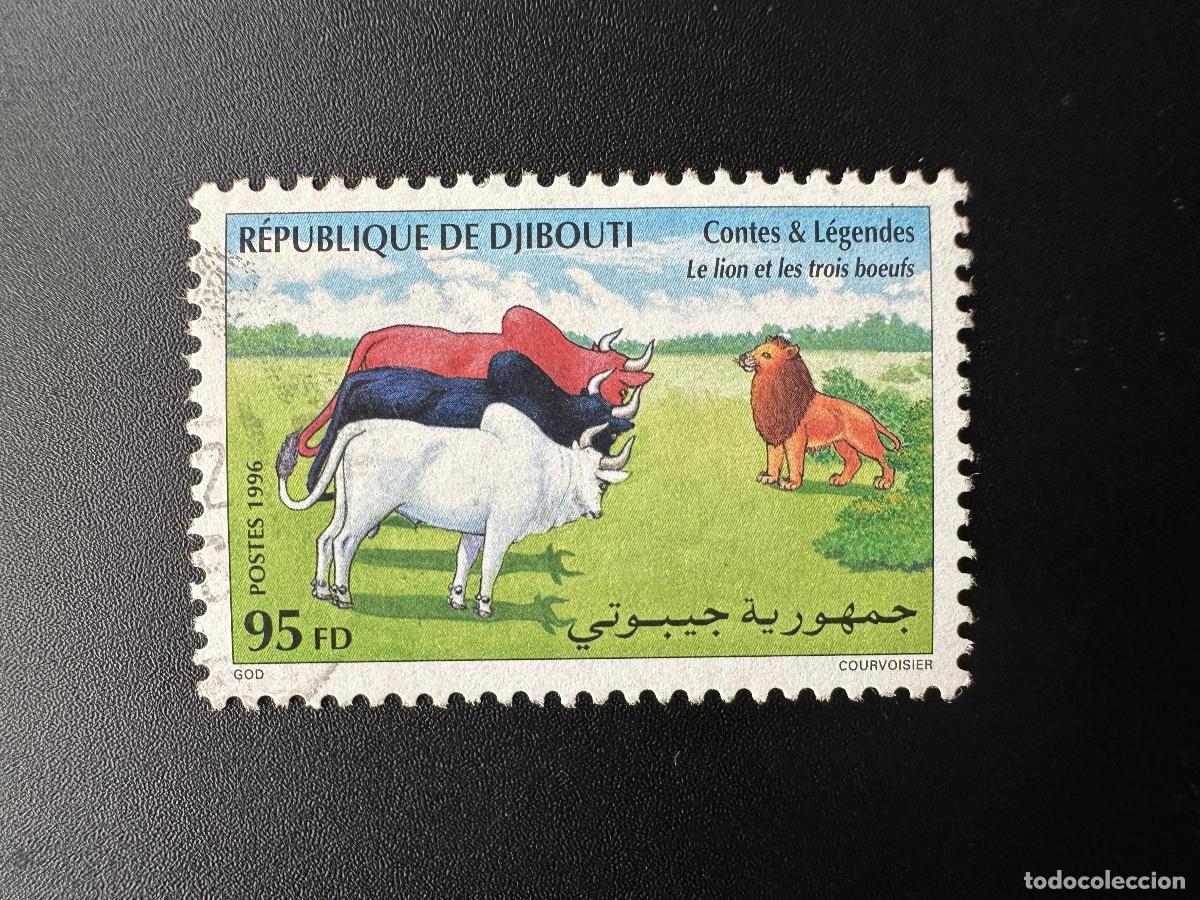 RÉPUBLIQUE DE DJIBOUTI
Contes & Légendes
Le lion et les trois boeufs
POSTES 1996
95 FD
جمهورية جيبوتي
GOD
COURVOISIER
todocoleccion